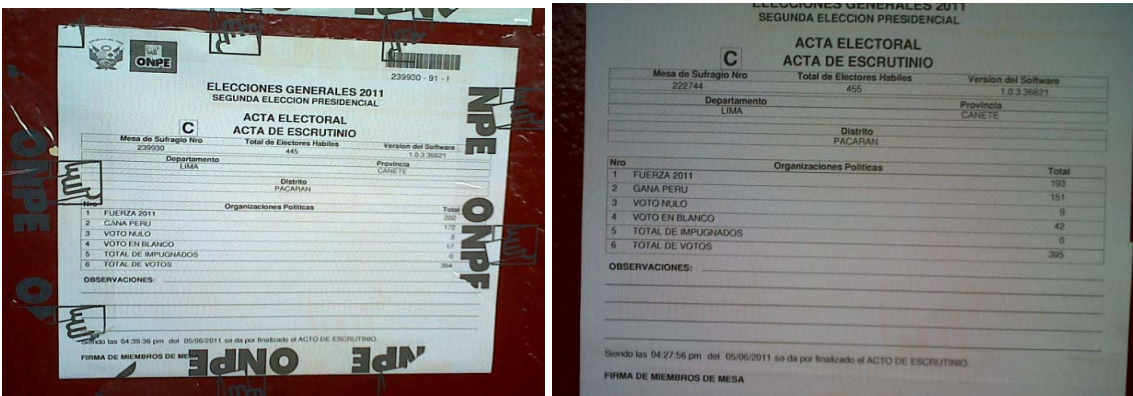 ONPE
239930 - 91 - I
ELECCIONES GENERALES 2011
SEGUNDA ELECCION PRESIDENCIAL
ACTA ELECTORAL
C ACTA DE ESCRUTINIO
Mesa de Sufragio Nro Total de Electores Habiles Version del Software
239930 445 1.0.3.36621
Departamento Provincia
LIMA CANETE
Distrito
PACARAN
Nro Organizaciones Politicas Total
1 FUERZA 2011 202
2 GANA PERU 172
3 VOTO NULO 3
4 VOTO EN BLANCO 17
5 TOTAL DE IMPUGNADOS 0
6 TOTAL DE VOTOS 394
OBSERVACIONES:
Siendo las 04:39:36 pm del 05/06/2011 se da por finalizado el ACTO DE ESCRUTINIO.
FIRMA DE MIEMBROS DE MESA
ONPE
NPE
ONPE
ONPE
ELECCIONES GENERALES 2011
SEGUNDA ELECCION PRESIDENCIAL
ACTA ELECTORAL
C ACTA DE ESCRUTINIO
Mesa de Sufragio Nro Total de Electores Habiles Version del Software
222744 455 1.0.3.36621
Departamento Provincia
LIMA CANETE
Distrito
PACARAN
Nro Organizaciones Politicas Total
1 FUERZA 2011 193
2 GANA PERU 151
3 VOTO NULO 9
4 VOTO EN BLANCO 42
5 TOTAL DE IMPUGNADOS 0
6 TOTAL DE VOTOS 395
OBSERVACIONES:
Siendo las 04:27:56 pm del 05/06/2011 se da por finalizado el ACTO DE ESCRUTINIO.
FIRMA DE MIEMBROS DE MESA